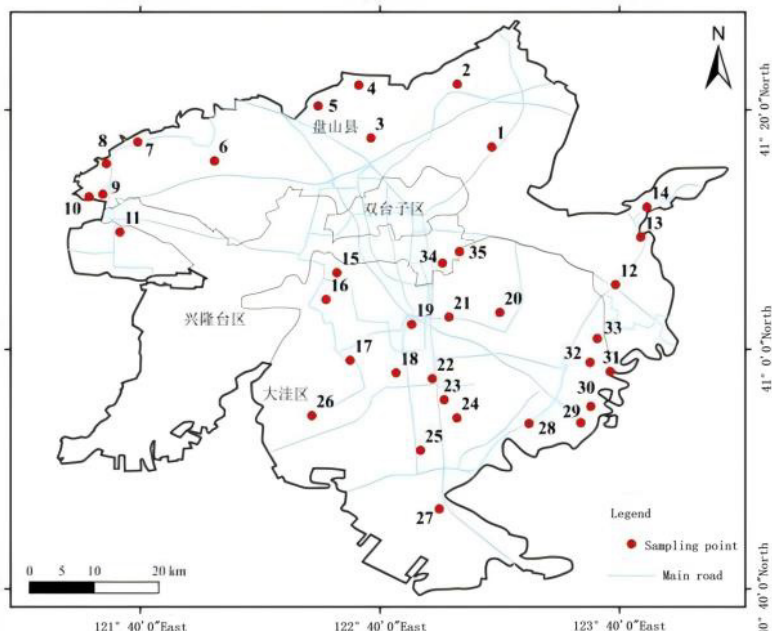 N
2
4
5
盘山县
3
1
8
7
6
9
10
11
14
双台子区
13
34
35
15
12
16
兴隆台区
19
21
20
33
17
18
32
31
22
大洼区
23
26
24
30
29
28
25
27
Legend
Sampling point
Main road
0 5 10 20 km
121° 40′ 0″East
122° 40′ 0″East
123° 40′ 0″East
41° 20′ 0″North
41° 0′ 0″North
0° 40′ 0″North